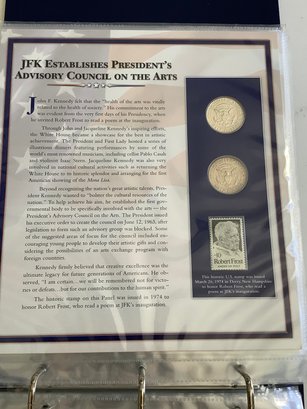 JFK ESTABLISHES PRESIDENT'S
ADVISORY COUNCIL ON THE ARTS
John F. Kennedy felt that the "health of the arts was vitally
related to the health of society." His commitment to the arts
was evident from the very first days of his Presidency, when
he invited Robert Frost to read a poem at the inauguration.
Through John and Jacqueline Kennedy's inspiring efforts,
the White House became a showcase for the best in artistic
achievement. The President and First Lady hosted a series of
illustrious dinners featuring performances by some of the
world's most renowned musicians, including cellist Pablo Casals
and violinist Isaac Stern. Jacqueline Kennedy was also very
involved in national cultural activities such as returning the
White House to its historic splendor and arranging for the first
American showing of the Mona Lisa.
Beyond recognizing the nation's great artistic talents, Presi-
dent Kennedy wanted to "bolster the cultural resources of the
nation." To help achieve his aim, he established the first gov-
ernmental body to be specifically involved with the arts—the
President's Advisory Council on the Arts. The President issued
his executive order to create the council on June 12, 1963, after
legislation to form such an advisory group was blocked. Some
of the suggested areas of focus for the council included en-
couraging young people to develop their artistic gifts and con-
sidering the possibilities of an arts exchange program with
foreign countries.
Kennedy firmly believed that creative excellence was the
ultimate legacy for future generations of Americans. He ob-
served, "I am certain... we will be remembered not for vic-
tories or defeats...but for our contributions to the human spirit."
The historic stamp on this Panel was issued in 1974 to
honor Robert Frost, who read a poem at JFK's inauguration.
Robert Frost
AMERICAN POET
This historic U.S. stamp was issued
March 26, 1974 in Derry, New Hampshire
to honor Robert Frost, who read a
poem at JFK's inauguration.